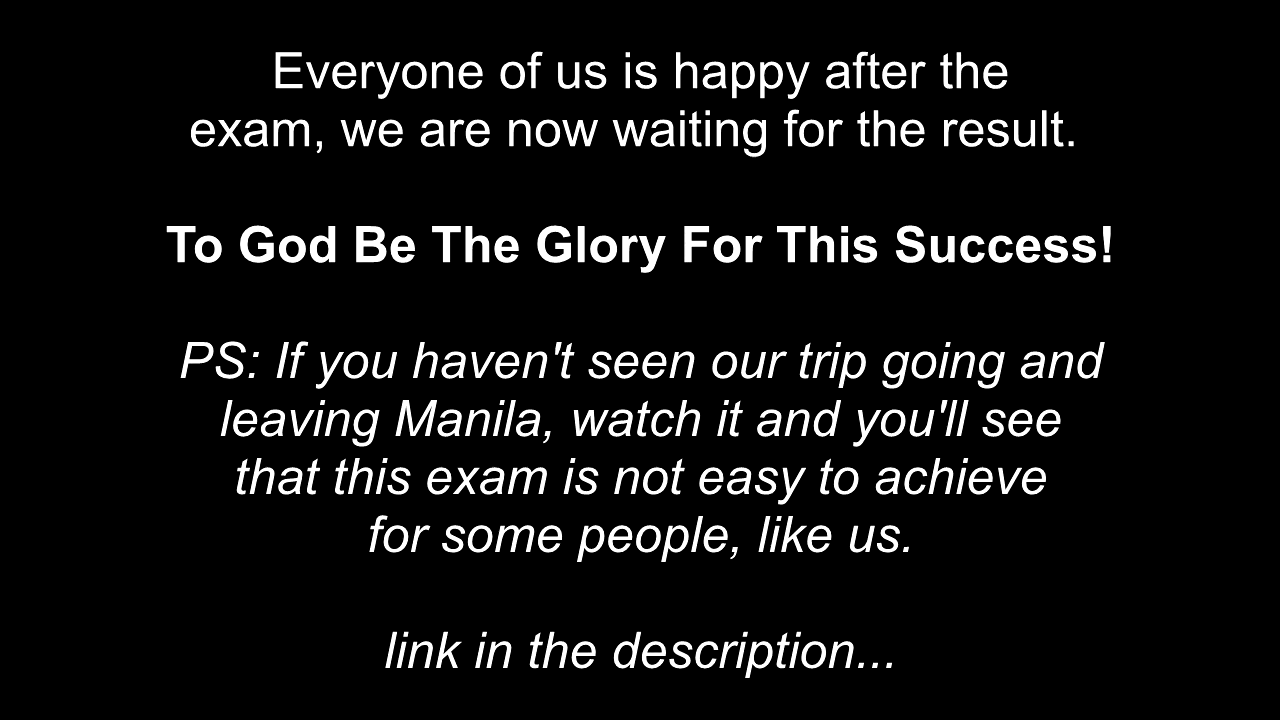 Everyone of us is happy after the
exam, we are now waiting for the result.
To God Be The Glory For This Success!
PS: If you haven't seen our trip going and
leaving Manila, watch it and you'll see
that this exam is not easy to achieve
for some people, like us.
link in the description...